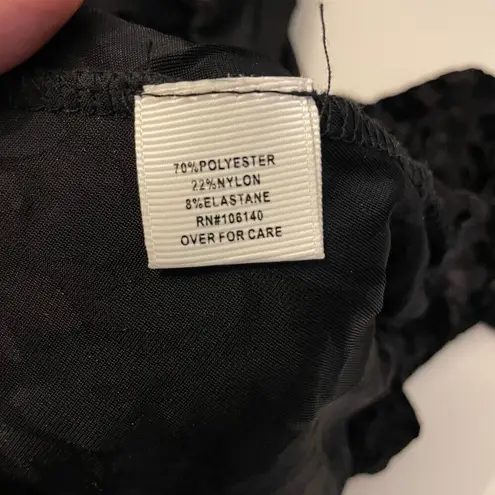 70%POLYESTER
22%NYLON
8%ELASTANE
RN#106140
OVER FOR CARE